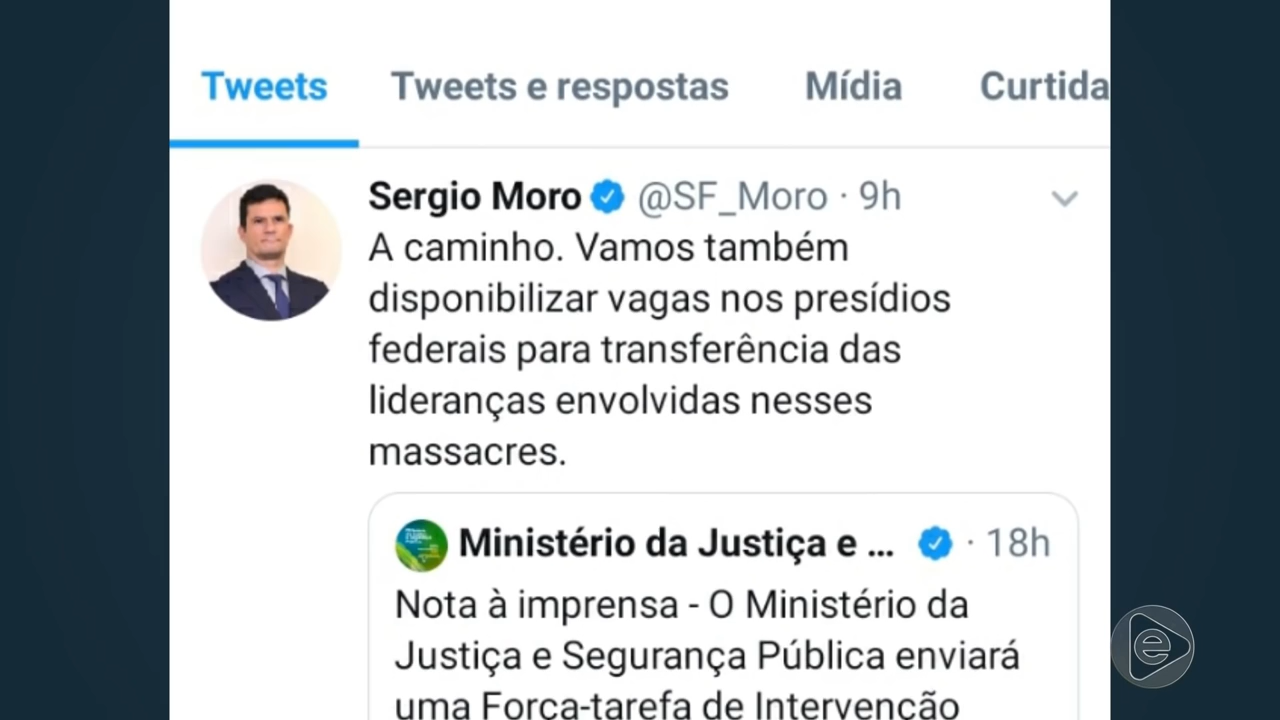 Tweets Tweets e respostas Mídia Curtida
Sergio Moro @SF_Moro · 9h
A caminho. Vamos também
disponibilizar vagas nos presídios
federais para transferência das
lideranças envolvidas nesses
massacres.
Ministério da Justiça e ... · 18h
Nota à imprensa - O Ministério da
Justiça e Segurança Pública enviará
uma Força-tarefa de Intervenção
e